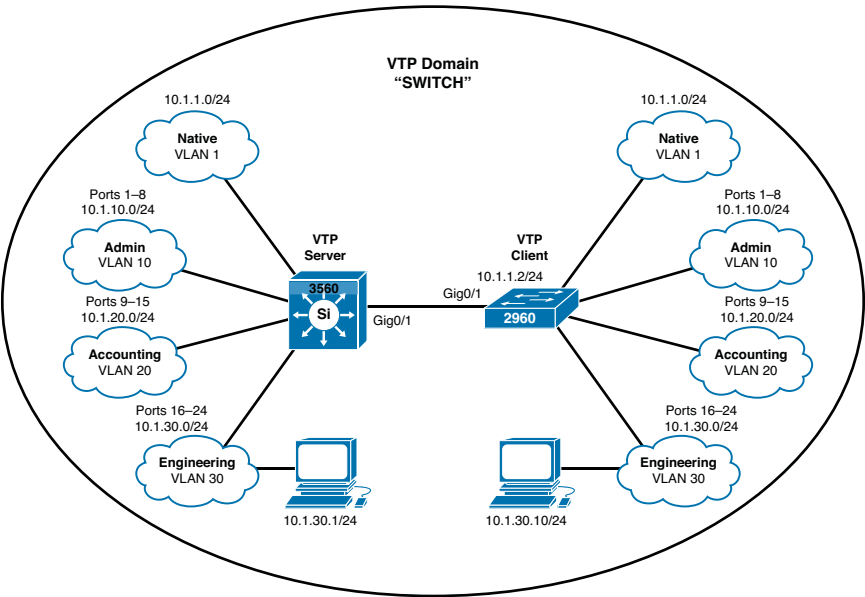 VTP Domain
“SWITCH”
10.1.1.0/24
Native
VLAN 1
Ports 1–8
10.1.10.0/24
Admin
VLAN 10
Ports 9–15
10.1.20.0/24
Accounting
VLAN 20
Ports 16–24
10.1.30.0/24
Engineering
VLAN 30
10.1.30.1/24
VTP
Server
3560
Si
Gig0/1
VTP
Client
10.1.1.2/24
Gig0/1
2960
10.1.1.0/24
Native
VLAN 1
Ports 1–8
10.1.10.0/24
Admin
VLAN 10
Ports 9–15
10.1.20.0/24
Accounting
VLAN 20
Ports 16–24
10.1.30.0/24
Engineering
VLAN 30
10.1.30.10/24